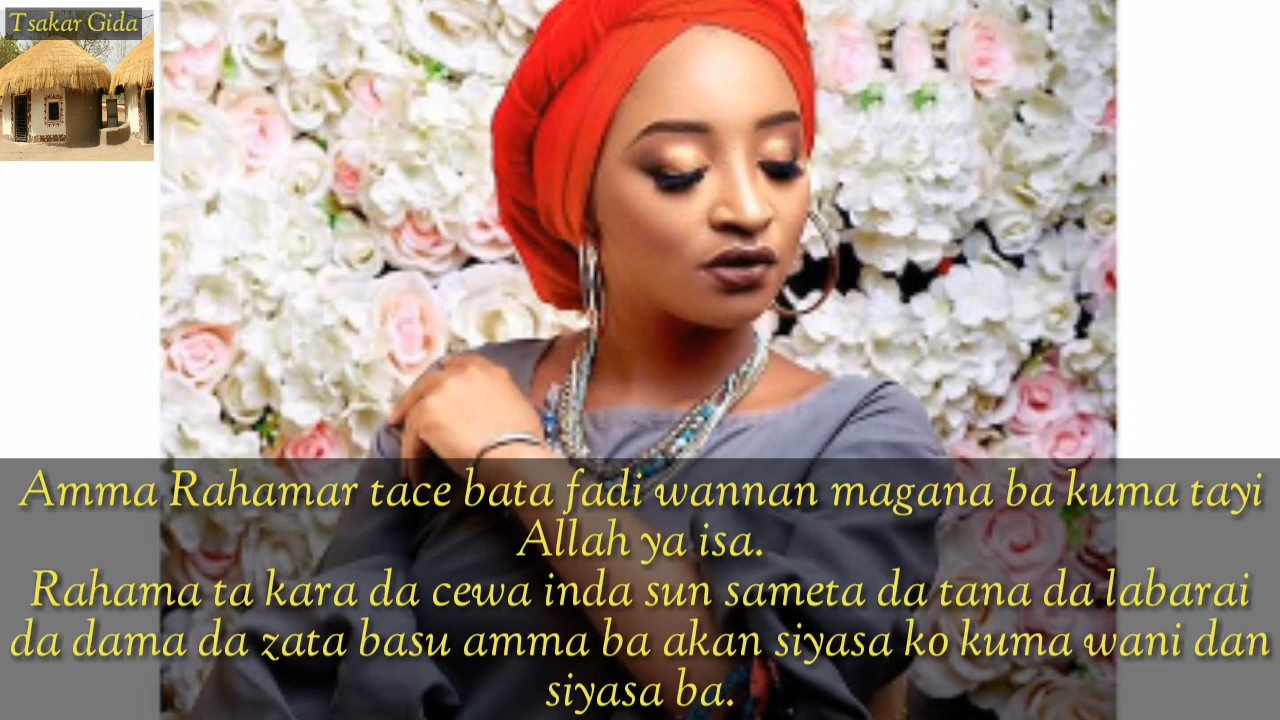 Tsakar Gida
Amma Rahamar tace bata fadi wannan magana ba kuma tayi
Allah ya isa.
Rahama ta kara da cewa inda sun sameta da tana da labarai
da dama da zata basu amma ba akan siyasa ko kuma wani dan
siyasa ba.